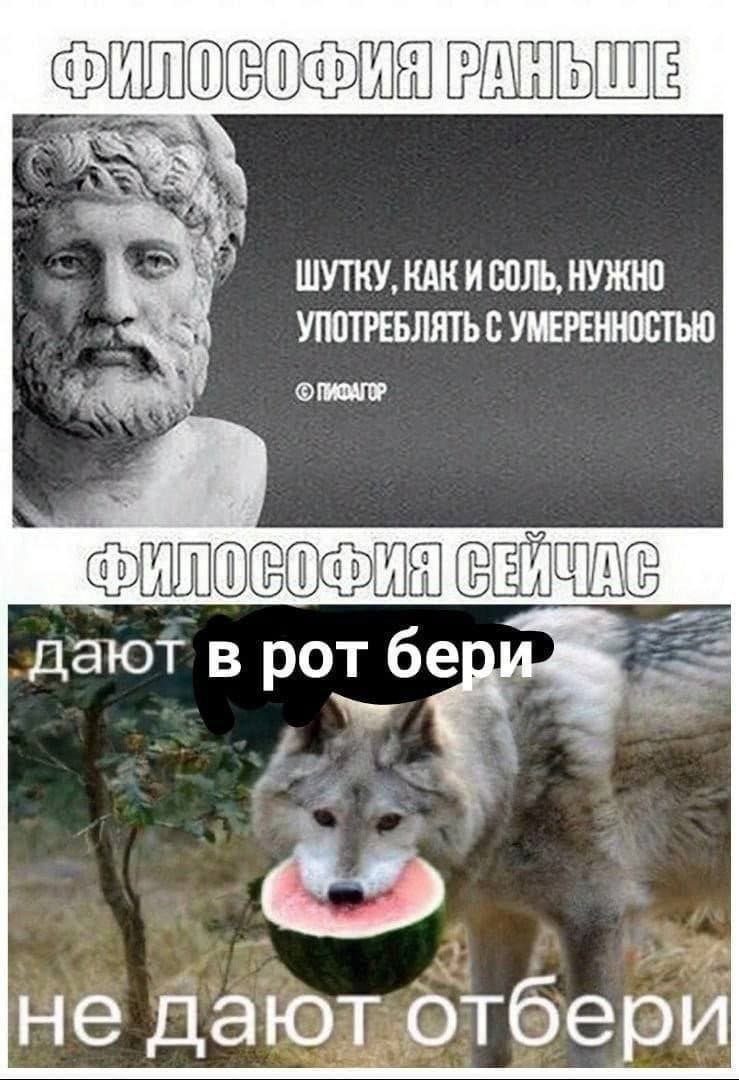 ФИЛОСОФИЯ РАНЬШЕ
ШУТКУ, КАК И СОЛЬ, НУЖНО
УПОТРЕБЛЯТЬ С УМЕРЕННОСТЬЮ
© ПИФАГОР
ФИЛОСОФИЯ СЕЙЧАС
дают в рот бери
не дают отбери